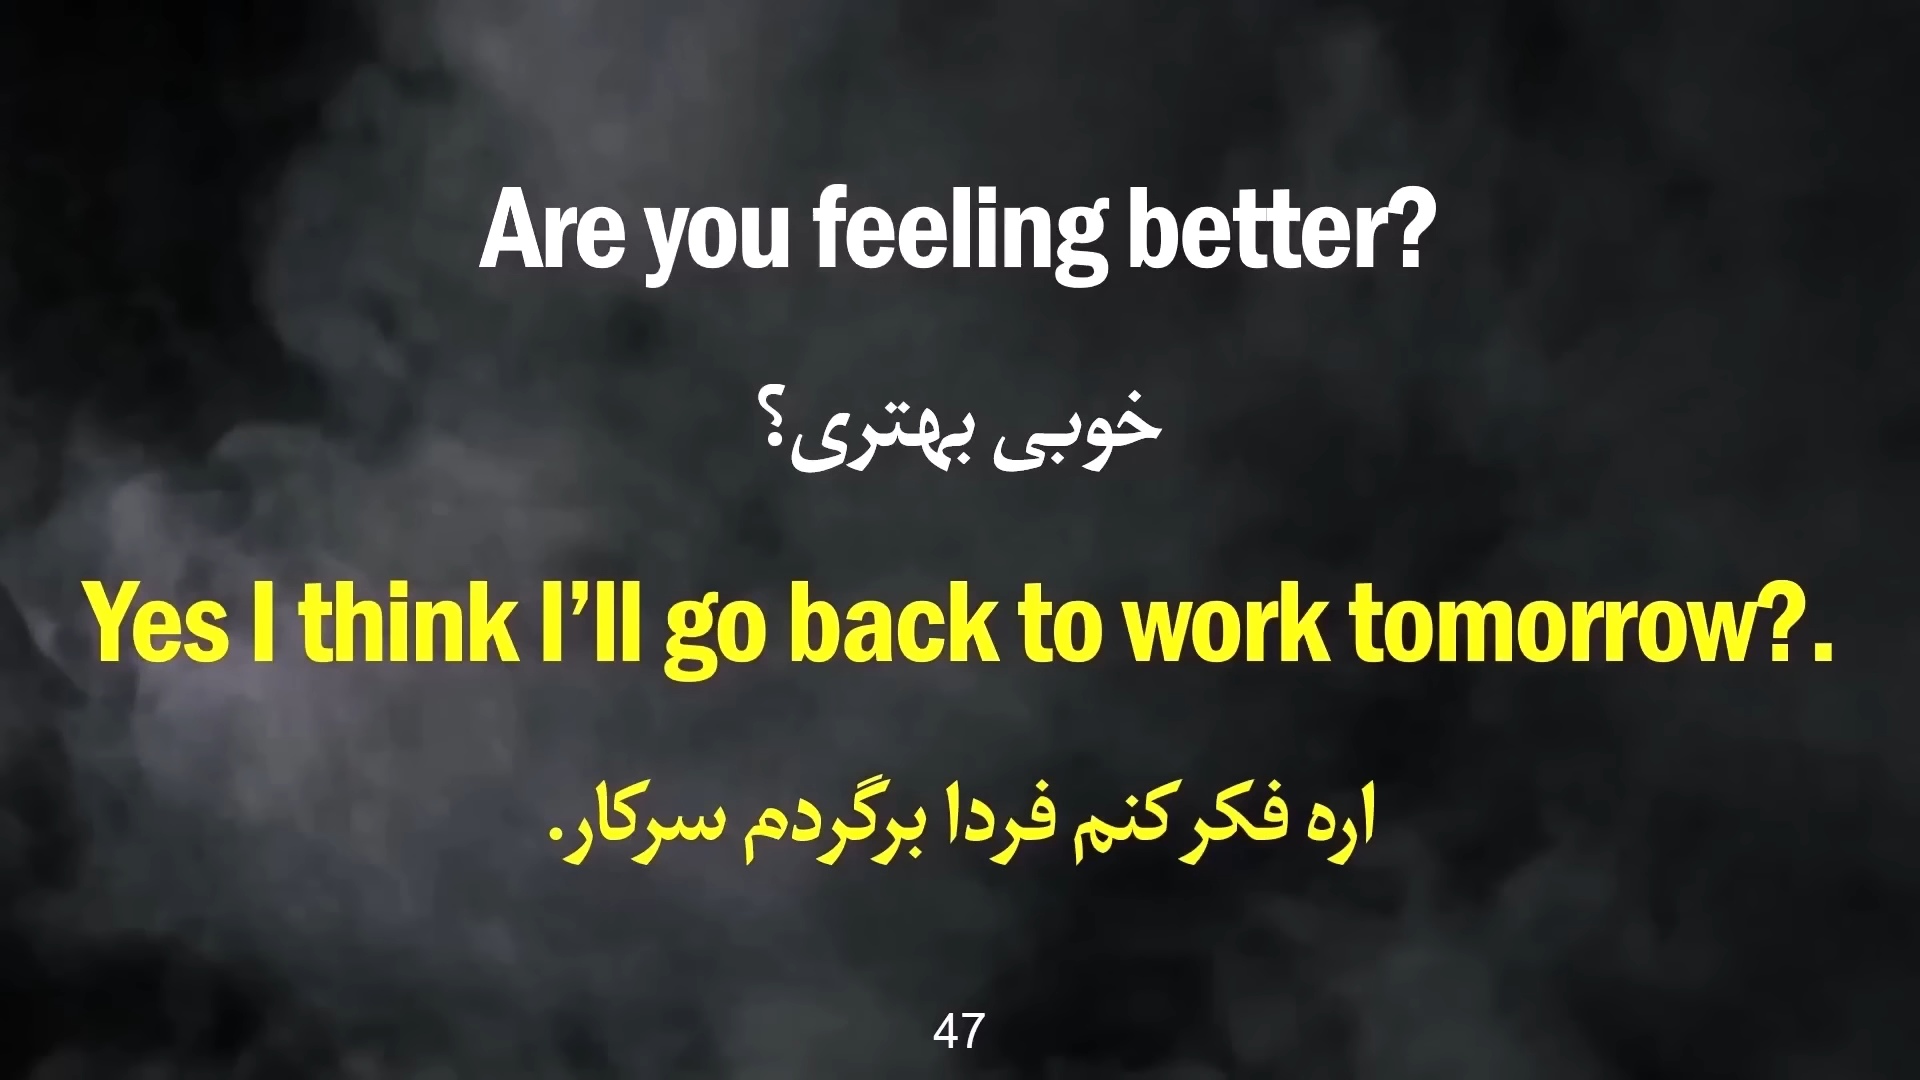 Are you feeling better?
خوبی بهتری؟
Yes I think I’ll go back to work tomorrow?.
اره فکر کنم فردا برگردم سرکار.
47